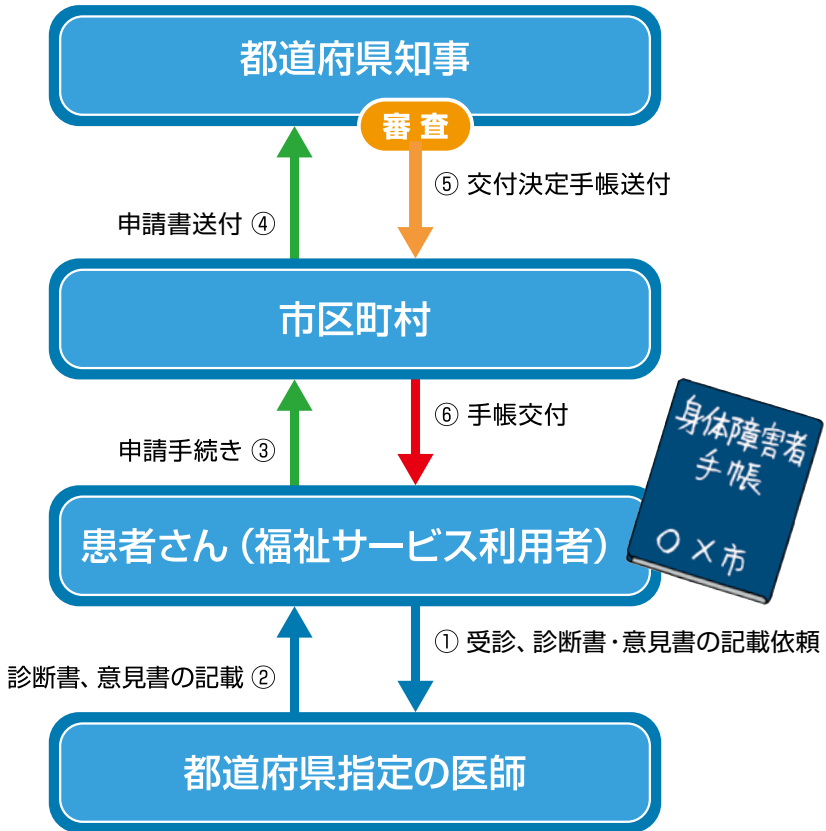 都道府県知事
審査
⑤ 交付決定手帳送付
申請書送付 ④
市区町村
⑥ 手帳交付
申請手続き ③
身体障害者
手帳
〇×市
患者さん（福祉サービス利用者）
① 受診、診断書・意見書の記載依頼
診断書、意見書の記載 ②
都道府県指定の医師